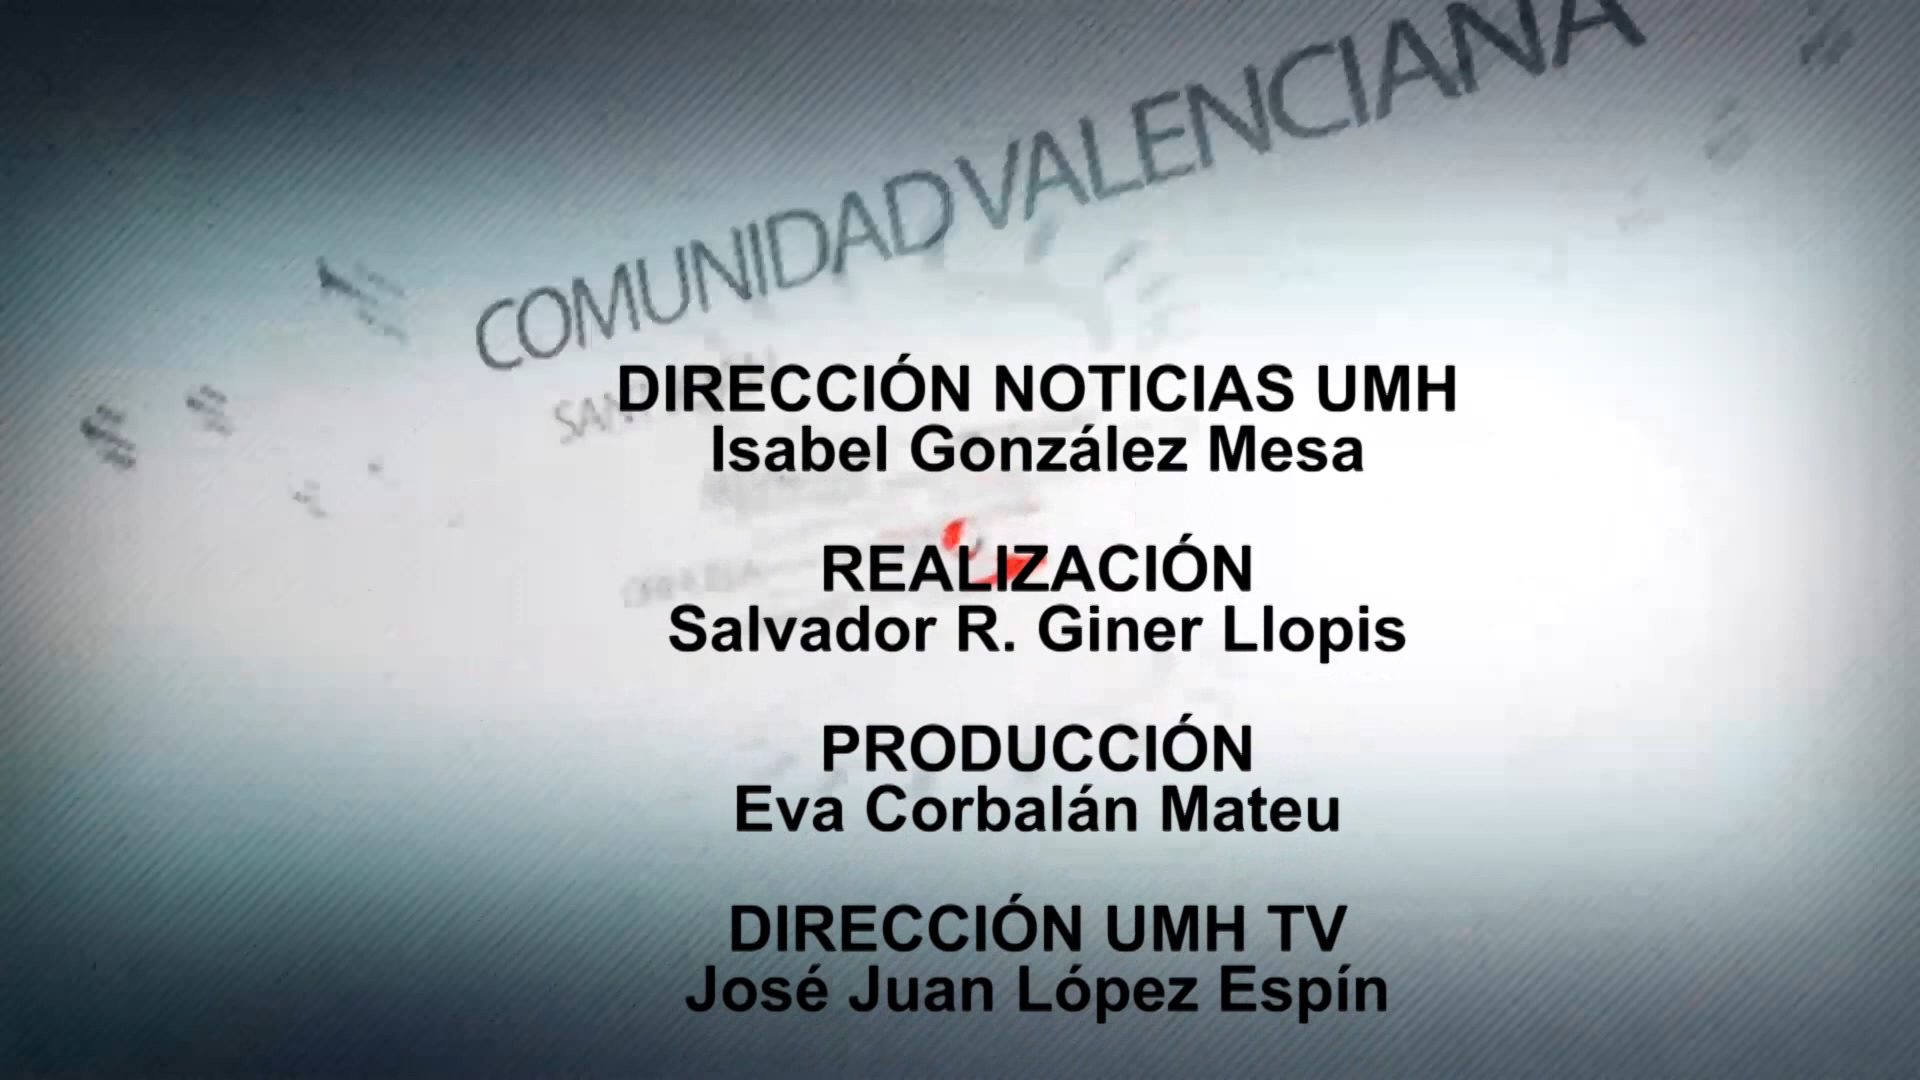 COMUNIDAD VALENCIANA
DIRECCIÓN NOTICIAS UMH
Isabel González Mesa
REALIZACIÓN
Salvador R. Giner Llopis
PRODUCCIÓN
Eva Corbalán Mateu
DIRECCIÓN UMH TV
José Juan López Espín